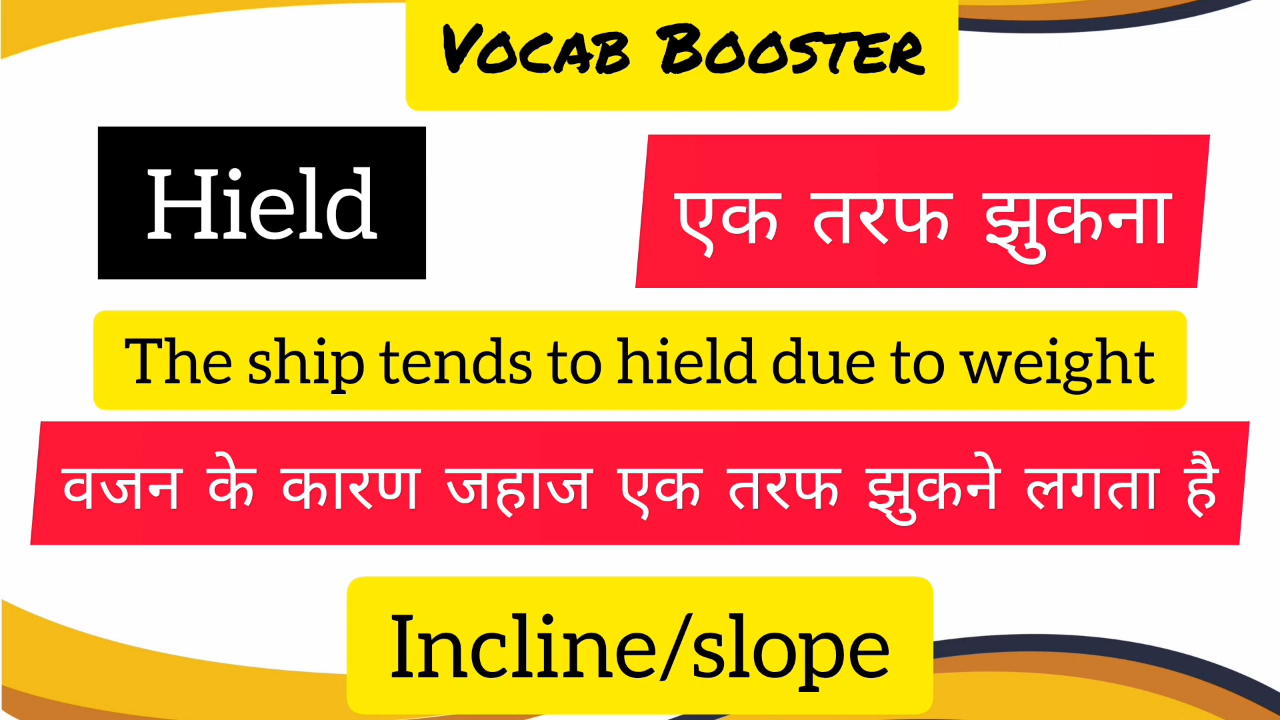 Vocab Booster
Hield
एक तरफ झुकना
The ship tends to hield due to weight
वजन के कारण जहाज एक तरफ झुकने लगता है
Incline/slope